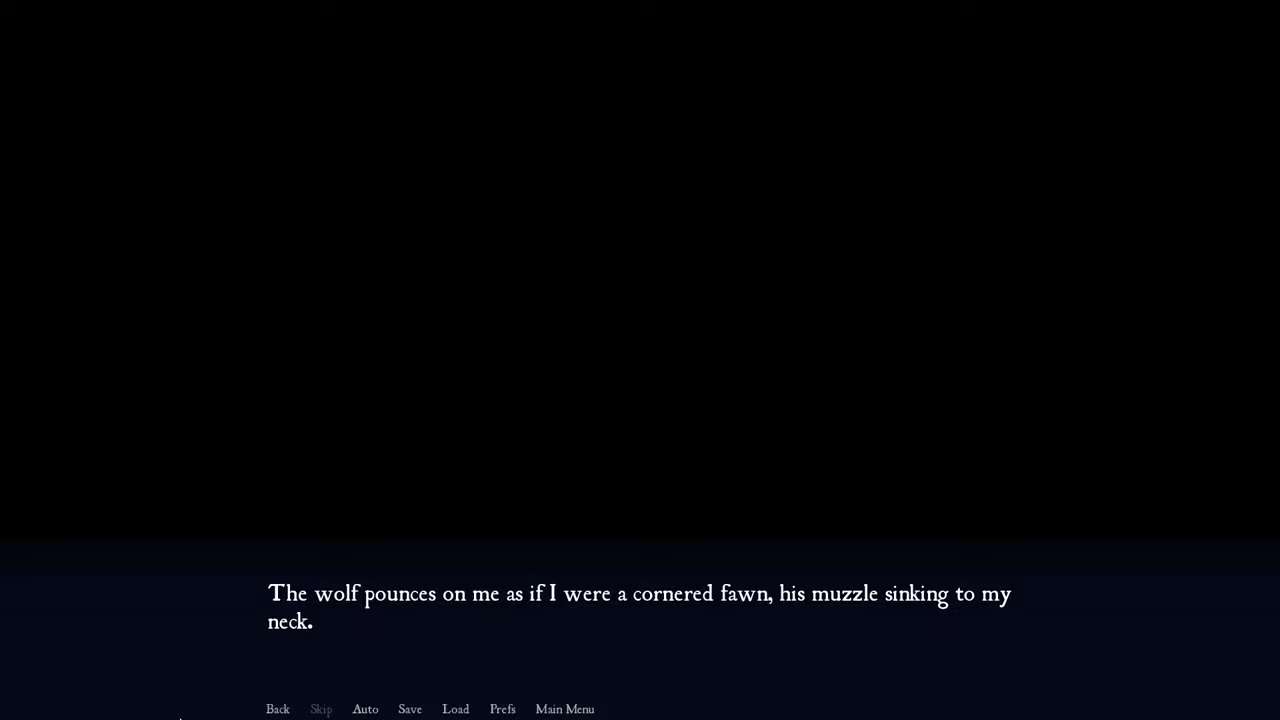 The wolf pounces on me as if I were a cornered fawn, his muzzle sinking to my
neck.
Back Skip Auto Save Load Prefs Main Menu